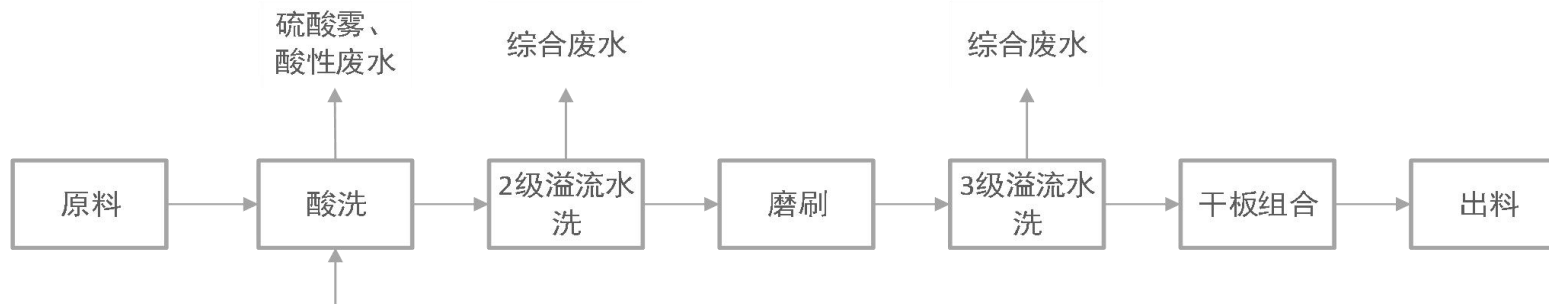 硫酸雾、
酸性废水
综合废水
综合废水
原料
酸洗
2级溢流水
洗
磨刷
3级溢流水
洗
干板组合
出料